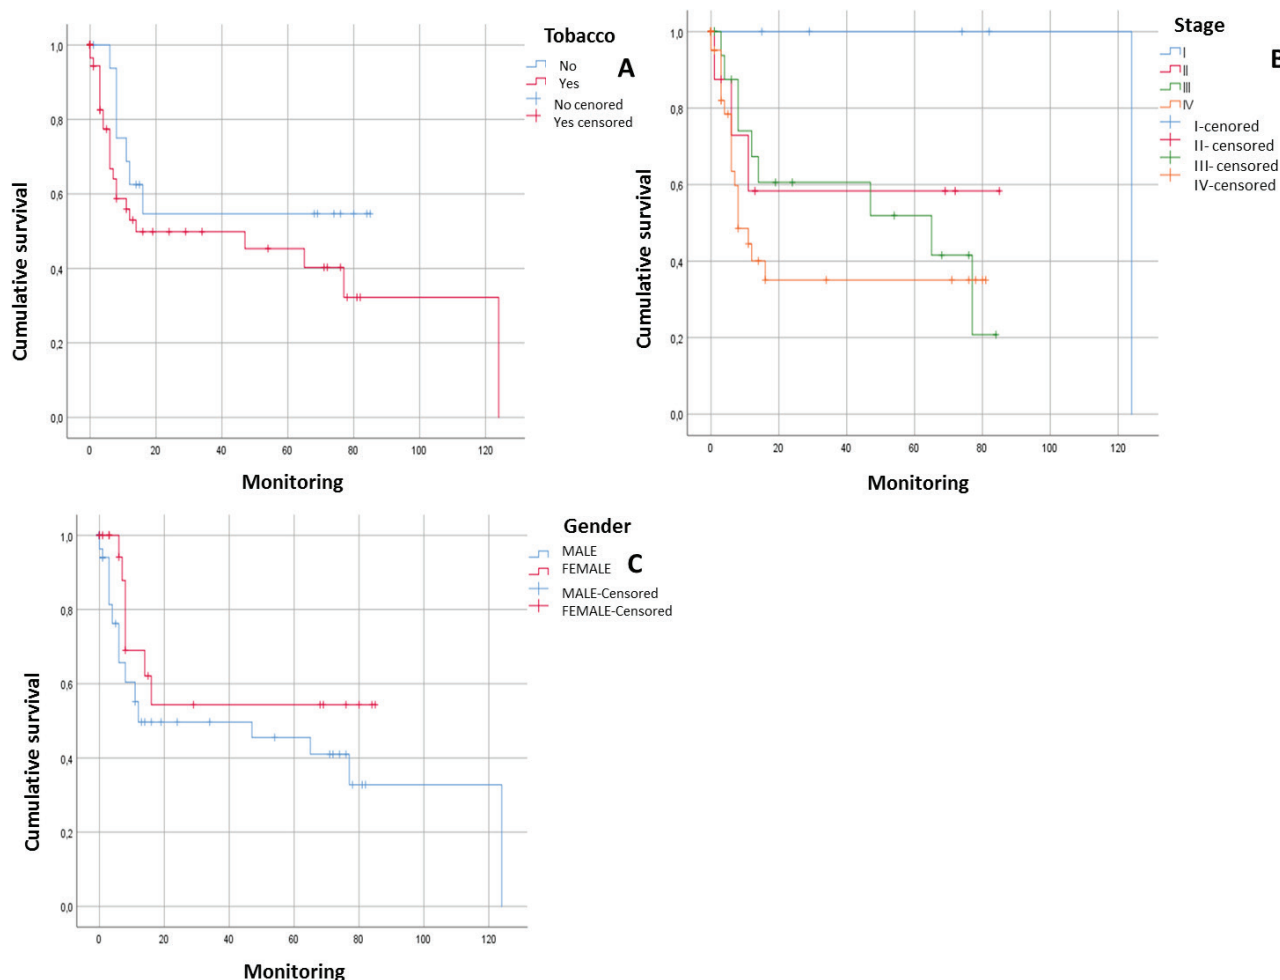 Tobacco
A
No
Yes
No cenored
Yes censored
1,0
0,8
0,6
0,4
0,2
0,0
Cumulative survival
0 20 40 60 80 100 120
Monitoring
Stage
B
I
II
III
IV
I-cenored
II- censored
III- censored
IV-censored
1,0
0,8
0,6
0,4
0,2
0,0
Cumulative survival
0 20 40 60 80 100 120
Monitoring
Gender
C
MALE
FEMALE
MALE-Censored
FEMALE-Censored
1,0
0,8
0,6
0,4
0,2
0,0
Cumulative survival
0 20 40 60 80 100 120
Monitoring